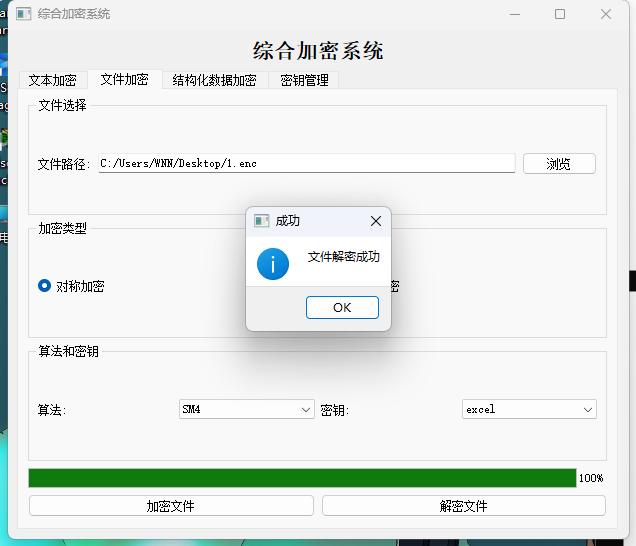 综合加密系统
综合加密系统
文本加密 文件加密 结构化数据加密 密钥管理
文件选择
文件路径: C:/Users/WNN/Desktop/1.enc 浏览
成功
加密类型
文件解密成功
对称加密 密
OK
算法和密钥
算法: SM4 密钥: excel
100%
加密文件 解密文件